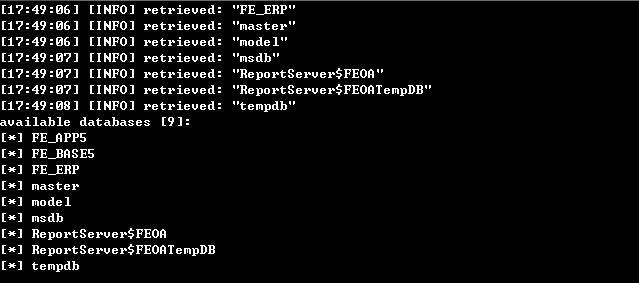 [17:49:06] [INFO] retrieved: "FE_ERP"
[17:49:06] [INFO] retrieved: "master"
[17:49:06] [INFO] retrieved: "model"
[17:49:07] [INFO] retrieved: "msdb"
[17:49:07] [INFO] retrieved: "ReportServer$FEOA"
[17:49:07] [INFO] retrieved: "ReportServer$FEOATempDB"
[17:49:08] [INFO] retrieved: "tempdb"
available databases [9]:
[*] FE_APP5
[*] FE_BASE5
[*] FE_ERP
[*] master
[*] model
[*] msdb
[*] ReportServer$FEOA
[*] ReportServer$FEOATempDB
[*] tempdb